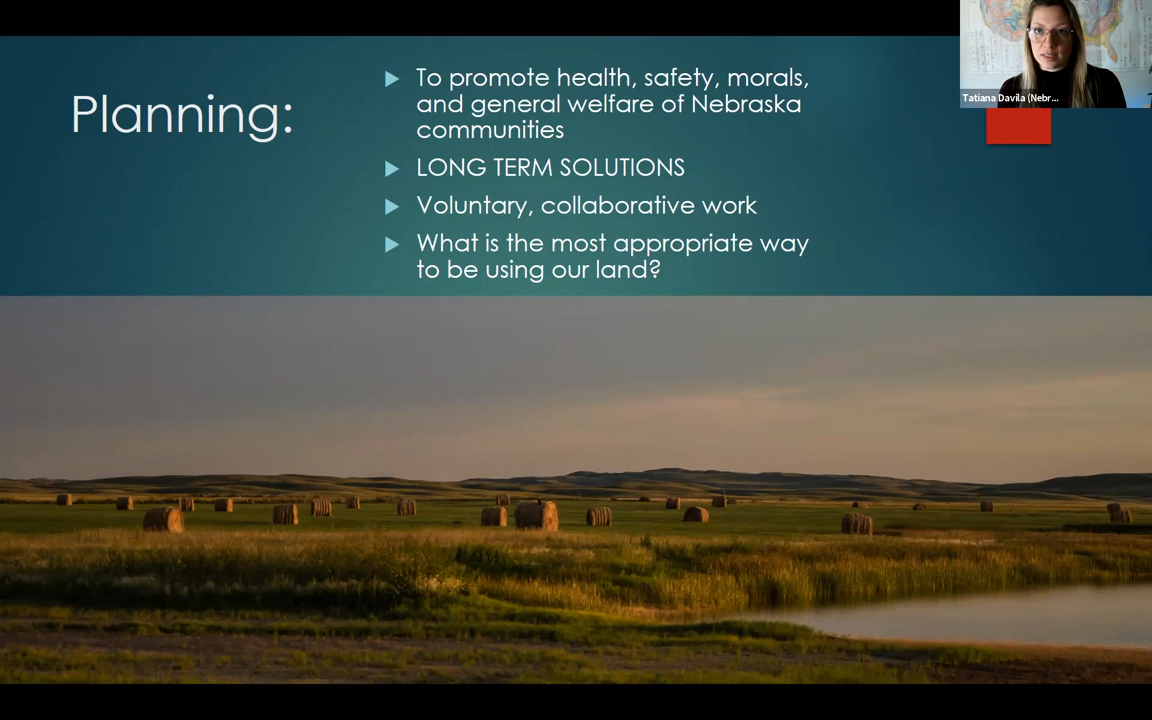 Planning:
To promote health, safety, morals,
and general welfare of Nebraska
communities
LONG TERM SOLUTIONS
Voluntary, collaborative work
What is the most appropriate way
to be using our land?
Tatiana Davila (Nebr...